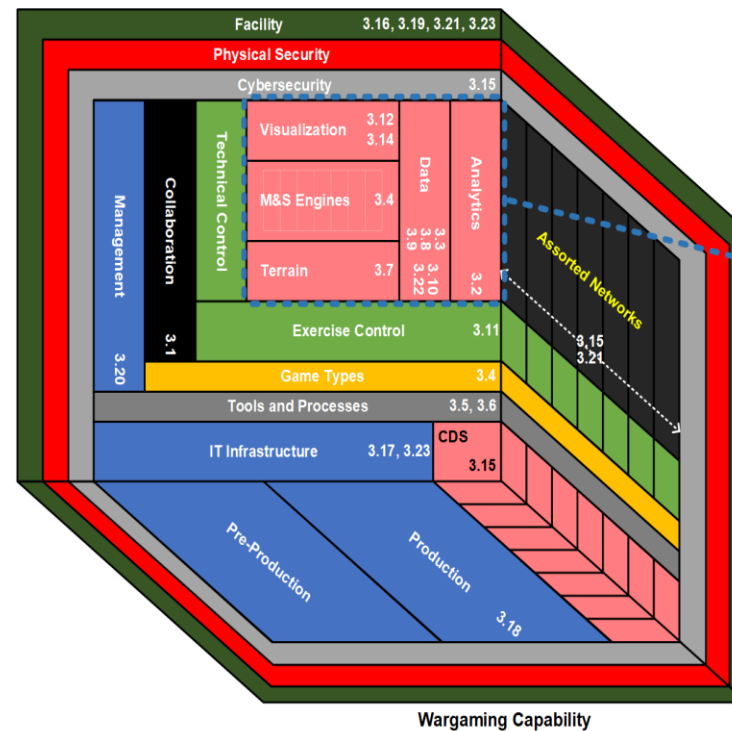 Facility 3.16, 3.19, 3.21, 3.23
Physical Security
Cybersecurity 3.15
Management 3.20
Collaboration 3.1
Technical Control
Visualization 3.12
3.14
M&S Engines 3.4
Terrain 3.7
Data 3.3
3.8
3.9
3.10
3.22
Analytics 3.2
Assorted Networks
3.15
3.21
Exercise Control 3.11
Game Types 3.4
Tools and Processes 3.5, 3.6
IT Infrastructure 3.17, 3.23
CDS
3.15
Pre-Production
Production 3.18
Wargaming Capability